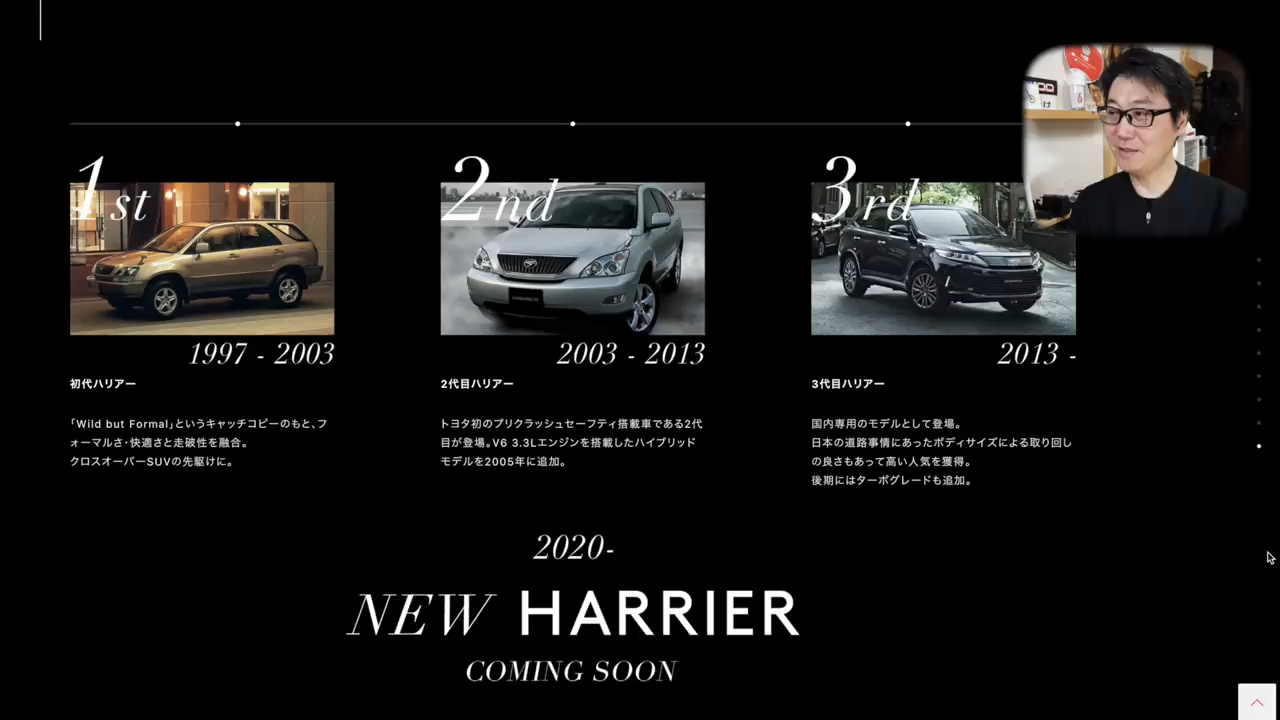 1st
2nd
3rd
1997 - 2003
2003 - 2013
2013 -
初代ハリアー
「Wild but Formal」というキャッチコピーのもと、フ
ォーマルさ・快適さと走破性を融合。
クロスオーバーSUVの先駆けに。
2代目ハリアー
トヨタ初のプリクラッシュセーフティ搭載車である2代
目が登場。V6 3.3Lエンジンを搭載したハイブリッド
モデルを2005年に追加。
3代目ハリアー
国内専用のモデルとして登場。
日本の道路事情にあったボディサイズによる取り回し
の良さもあって高い人気を獲得。
後期にはターボグレードも追加。
2020-
NEW HARRIER
COMING SOON